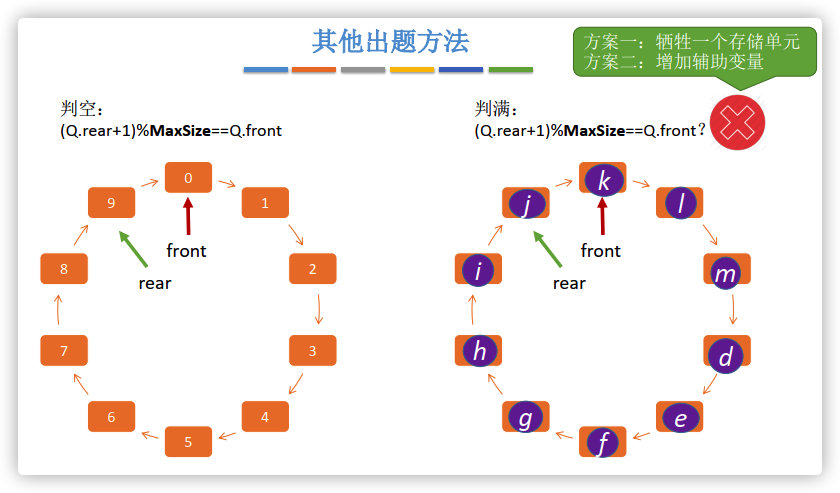 其他出题方法
方案一：牺牲一个存储单元
方案二：增加辅助变量
判空：
(Q.rear+1)%MaxSize==Q.front
判满：
(Q.rear+1)%MaxSize==Q.front？
0
1
2
3
4
5
6
7
8
9
front
rear
k
l
m
d
e
f
g
h
i
j
front
rear